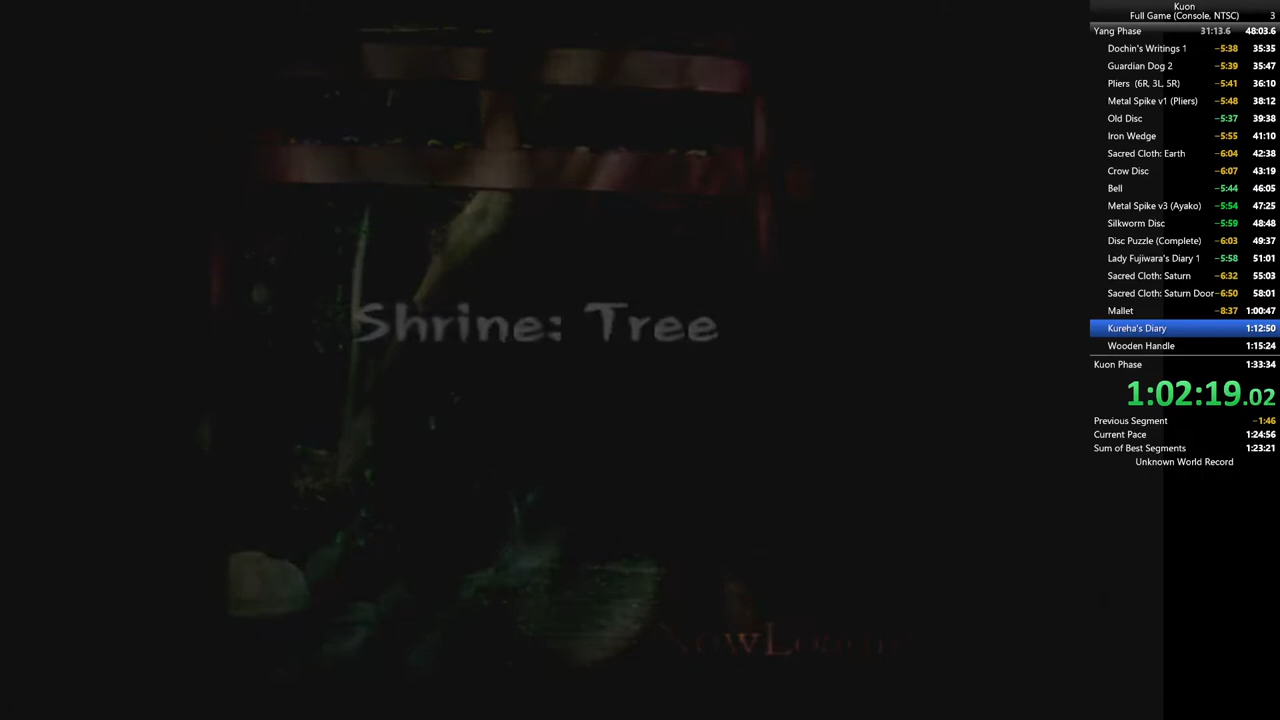 Kuon
Full Game (Console, NTSC) 3
Yang Phase 31:13.6 48:03.6
Dochin's Writings 1 −5:38 35:35
Guardian Dog 2 −5:39 35:47
Pliers (6R, 3L, 5R) −5:41 36:10
Metal Spike v1 (Pliers) −5:48 38:12
Old Disc −5:37 39:38
Iron Wedge −5:55 41:10
Sacred Cloth: Earth −6:04 42:38
Crow Disc −6:07 43:19
Bell −5:44 46:05
Metal Spike v3 (Ayako) −5:54 47:25
Silkworm Disc −5:59 48:48
Disc Puzzle (Complete) −6:03 49:37
Lady Fujiwara's Diary 1 −5:58 51:01
Sacred Cloth: Saturn −6:32 55:03
Sacred Cloth: Saturn Door −6:50 58:01
Mallet −8:37 1:00:47
Kureha's Diary 1:12:50
Wooden Handle 1:15:24
Kuon Phase 1:33:34
1:02:19.02
Previous Segment −1:46
Current Pace 1:24:56
Sum of Best Segments 1:23:21
Unknown World Record
Shrine: Tree
NowLoading